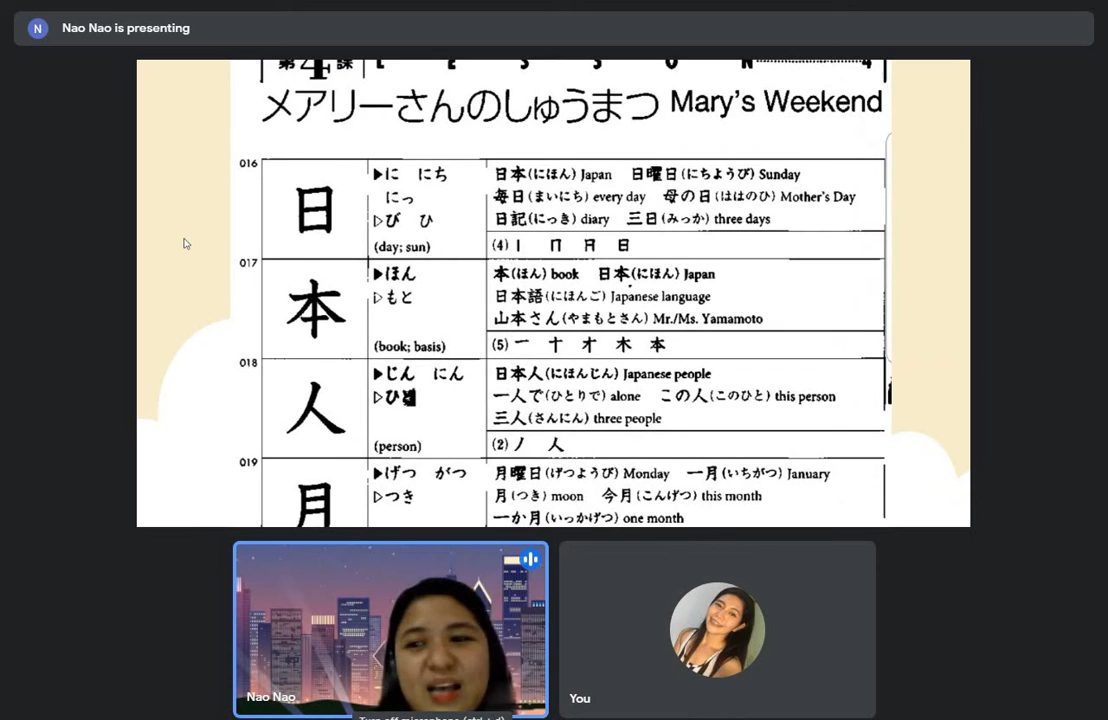 N Nao Nao is presenting
第4課 L E S S O N 4
メアリーさんのしゅうまつ Mary's Weekend
016
日
▶に にち
にっ
▷び ひ
(day; sun)
日本(にほん) Japan 日曜日(にちようび) Sunday
毎日(まいにち) every day 母の日(ははのひ) Mother's Day
日記(にっき) diary 三日(みっか) three days
(4) 丨 冂 日 日
017
本
▶ほん
▷もと
(book; basis)
本(ほん) book 日本(にほん) Japan
日本語(にほんご) Japanese language
山本さん(やまもとさん) Mr./Ms. Yamamoto
(5) 一 十 才 木 本
018
人
▶じん にん
▷ひと
(person)
日本人(にほんじん) Japanese people
一人で(ひとりで) alone この人(このひと) this person
三人(さんにん) three people
(2) ノ 人
019
月
▶げつ がつ
▷つき
月曜日(げつようび) Monday 一月(いちがつ) January
月(つき) moon 今月(こんげつ) this month
一か月(いっかげつ) one month
Nao Nao
You
Turn off microphone (ctrl + d)